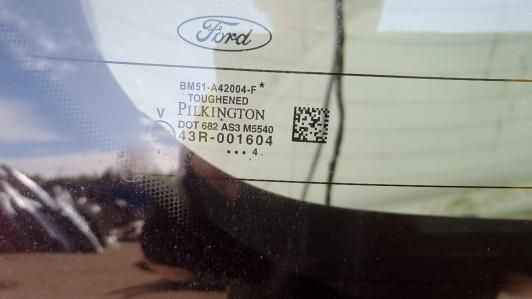 Ford
BM51-A42004-F*
TOUGHENED
PILKINGTON
V DOT 682 AS3 M5540
43R-001604
••• 4